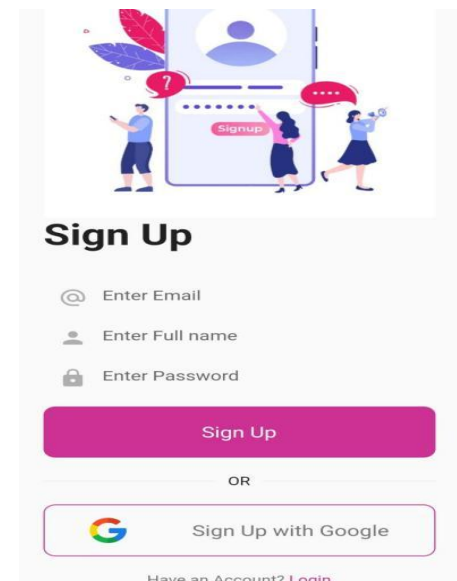 ?
Signup
Sign Up
@ Enter Email
Enter Full name
Enter Password
Sign Up
OR
G Sign Up with Google
Have an Account? Login